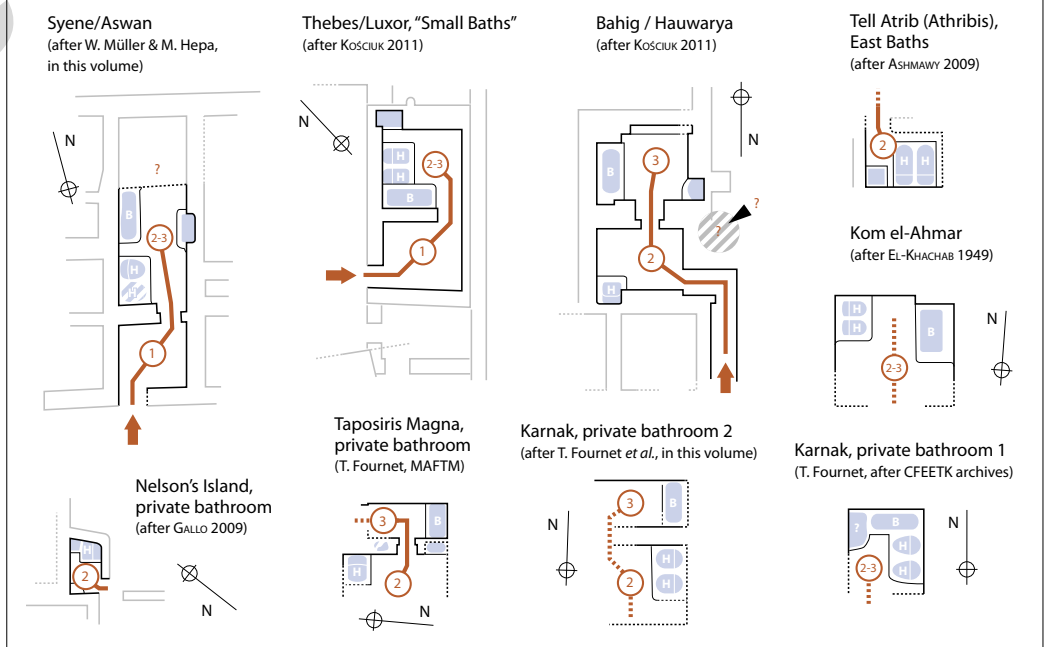 Syene/Aswan
(after W. Müller & M. Hepa,
in this volume)
N
?
B
2-3
H
H
1
Thebes/Luxor, “Small Baths”
(after Kościuk 2011)
N
H
2-3
H
B
1
Bahig / Hauwarya
(after Kościuk 2011)
N
3
B
?
?
2
H
Tell Atrib (Athribis),
East Baths
(after Ashmawy 2009)
2
H
H
Kom el-Ahmar
(after El-Khachab 1949)
H
H
B
N
2-3
Nelson's Island,
private bathroom
(after Gallo 2009)
H
2
N
Taposiris Magna,
private bathroom
(T. Fournet, MAFTM)
3
B
H
2
N
Karnak, private bathroom 2
(after T. Fournet et al., in this volume)
3
B
N
H
2
H
Karnak, private bathroom 1
(T. Fournet, after CFEETK archives)
?
B
N
H
2-3
H